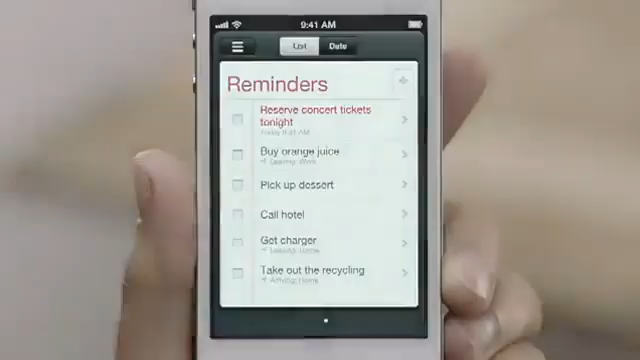 9:41 AM
List Date
Reminders
Reserve concert tickets
tonight
Today 9:41 AM
Buy orange juice
Leaving: Work
Pick up dessert
Call hotel
Get charger
Leaving: Home
Take out the recycling
Arriving: Home